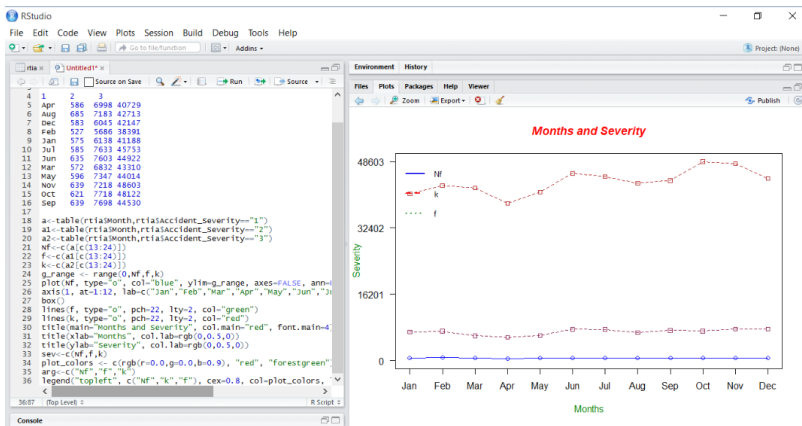 RStudio
File Edit Code View Plots Session Build Debug Tools Help
Go to file/function Addins
Project: (None)
rtia × Untitled1* ×
Source on Save Run Source
4 1 2 3
5 Apr 586 6998 40729
6 Aug 685 7183 42713
7 Dec 583 6045 42147
8 Feb 527 5686 38391
9 Jan 575 6138 41188
10 Jul 585 7633 45753
11 Jun 635 7603 44922
12 Mar 572 6832 43310
13 May 596 7347 44014
14 Nov 639 7218 48603
15 Oct 621 7718 48122
16 Sep 639 7698 44530
17
18 a<-table(rtia$Month,rtia$Accident_Severity=="1")
19 a1<-table(rtia$Month,rtia$Accident_Severity=="2")
20 a2<-table(rtia$Month,rtia$Accident_Severity=="3")
21 Nf<-c(a[c(13:24)])
22 f<-c(a1[c(13:24)])
23 k<-c(a2[c(13:24)])
24 g_range <- range(0,Nf,f,k)
25 plot(Nf, type="o", col="blue", ylim=g_range, axes=FALSE, ann=
26 axis(1, at=1:12, lab=c("Jan","Feb","Mar","Apr","May","Jun","Ju
27 box()
28 lines(f, type="o", pch=22, lty=2, col="green")
29 lines(k, type="o", pch=22, lty=2, col="red")
30 title(main="Months and Severity", col.main="red", font.main=4
31 title(xlab="Months", col.lab=rgb(0,0.5,0))
32 title(ylab="Severity", col.lab=rgb(0,0.5,0))
33 sev<-c(Nf,f,k)
34 plot_colors <- c(rgb(r=0.0,g=0.0,b=0.9), "red", "forestgreen"
35 arg<-c("Nf","f","k")
36 legend("topleft", c("Nf","k","f"), cex=0.8, col=plot_colors,
36:87 (Top Level) R Script
Console
Environment History
Files Plots Packages Help Viewer
Zoom Export Publish
Months and Severity
48603
32402
16201
0
Severity
Nf
k
f
Jan Feb Mar Apr May Jun Jul Aug Sep Oct Nov Dec
Months